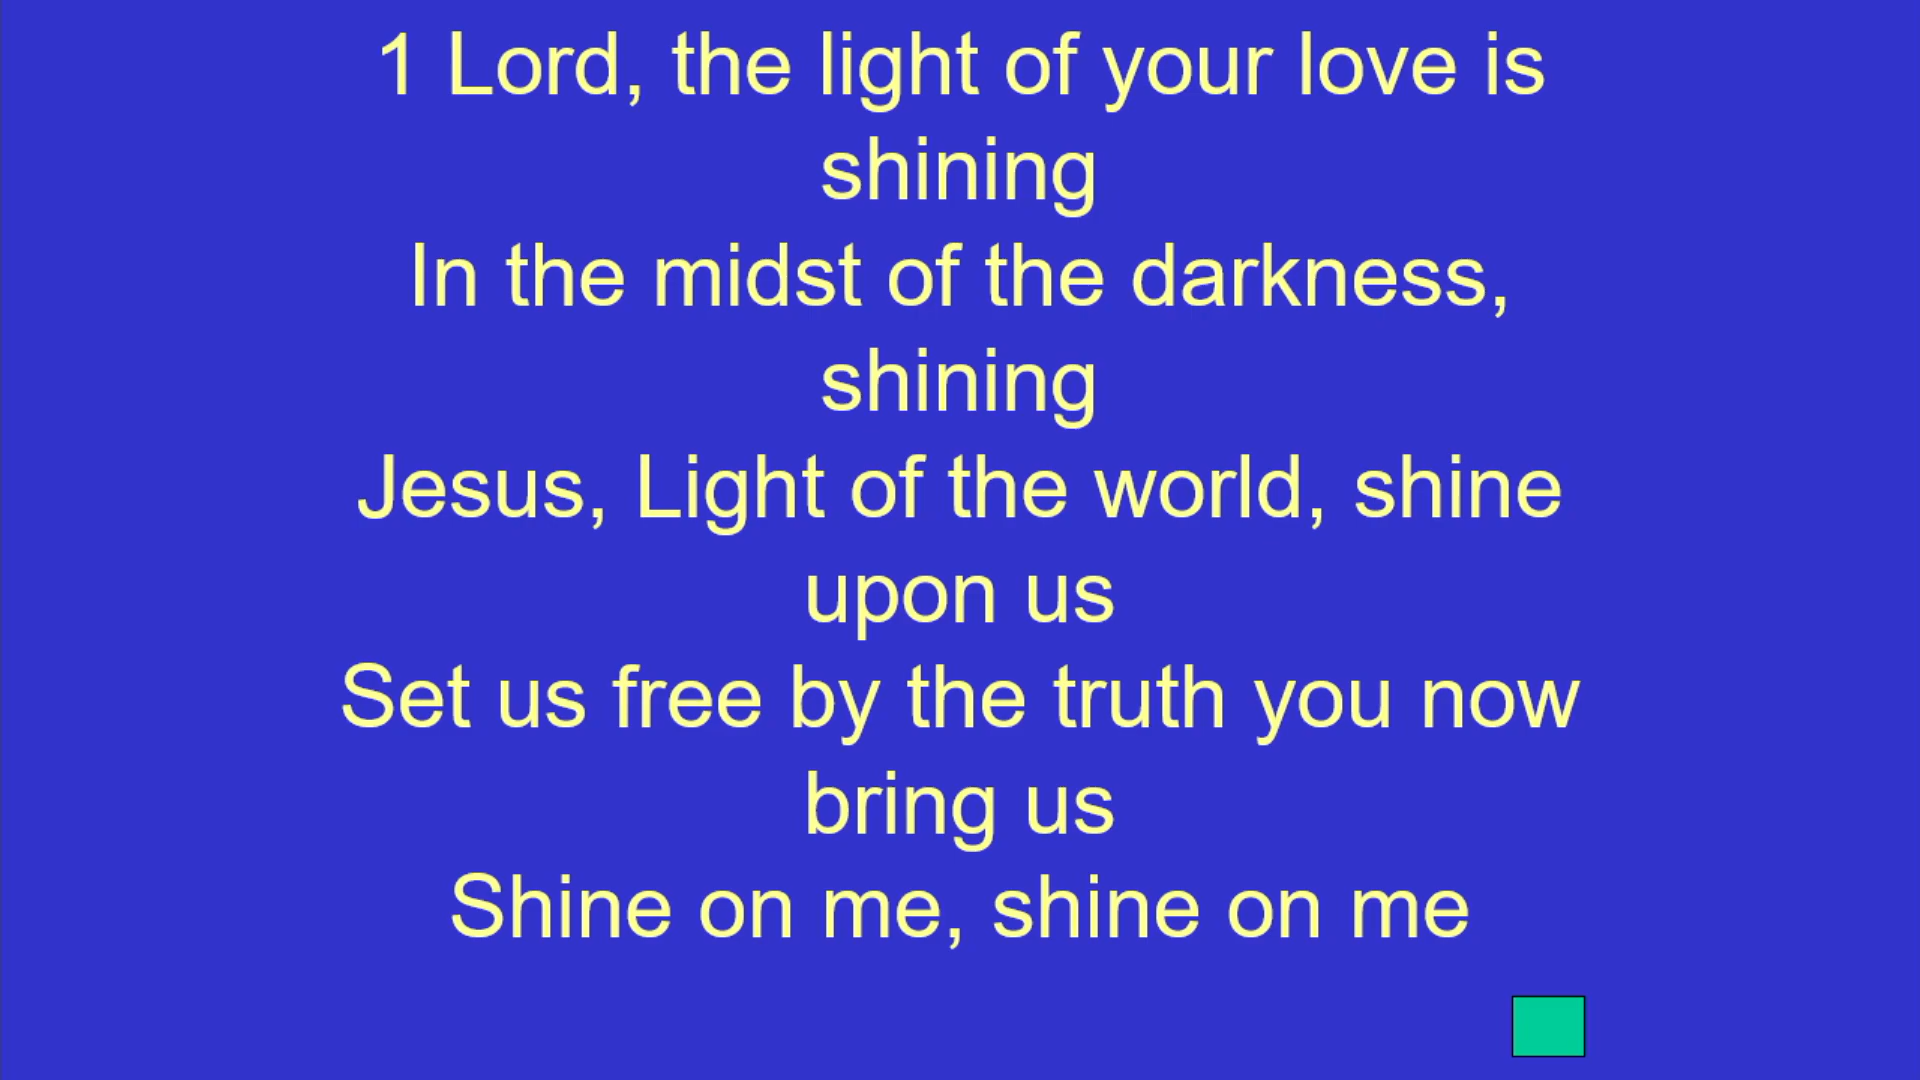 1 Lord, the light of your love is
shining
In the midst of the darkness,
shining
Jesus, Light of the world, shine
upon us
Set us free by the truth you now
bring us
Shine on me, shine on me